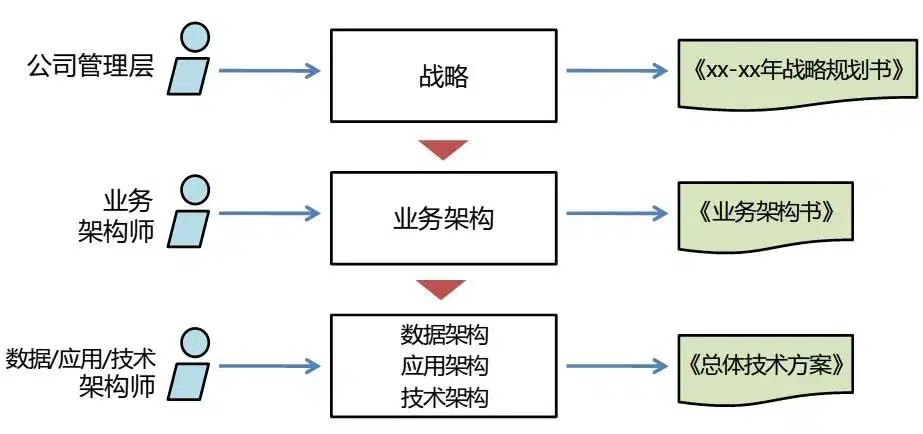 公司管理层
战略
《xx-xx年战略规划书》
业务
架构师
业务架构
《业务架构书》
数据/应用/技术
架构师
数据架构
应用架构
技术架构
《总体技术方案》